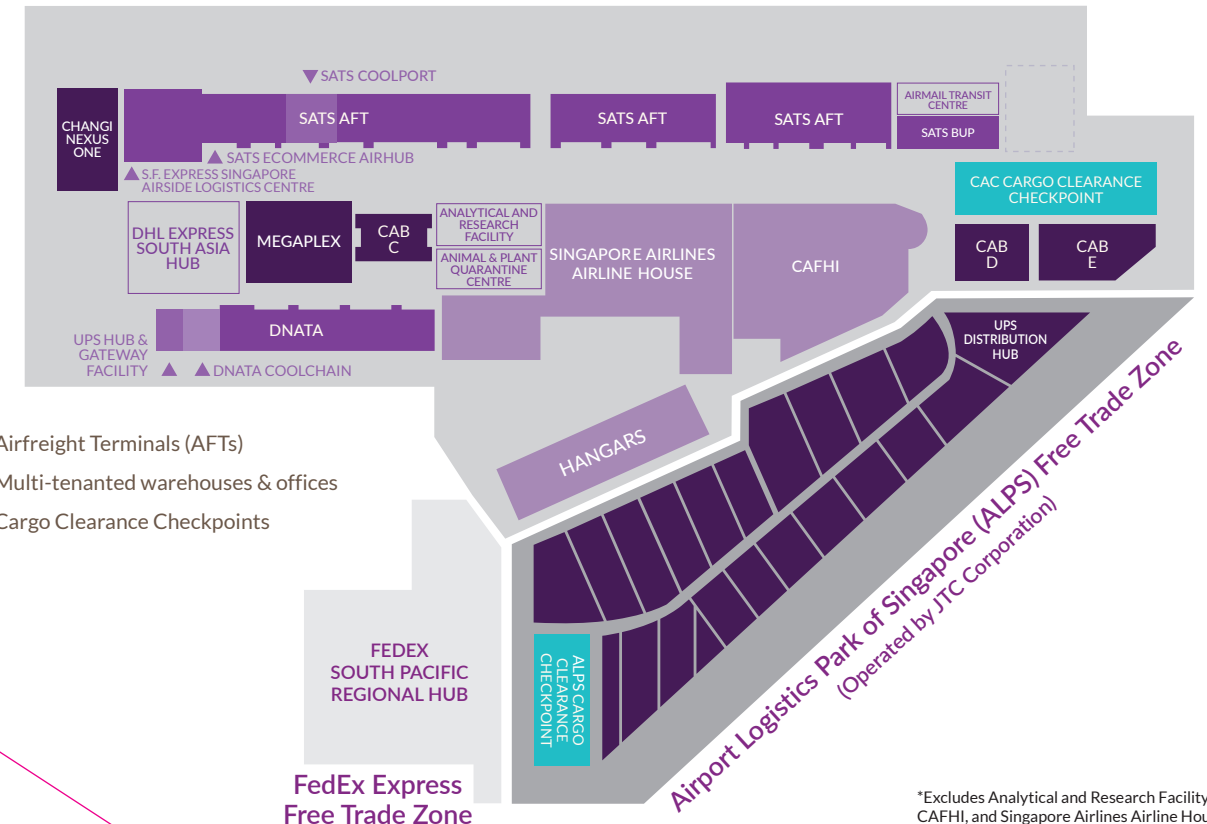 SATS COOLPORT
CHANGI
NEXUS
ONE
SATS AFT
SATS AFT
SATS AFT
AIRMAIL TRANSIT
CENTRE
SATS BUP
SATS ECOMMERCE AIRHUB
S.F. EXPRESS SINGAPORE
AIRSIDE LOGISTICS CENTRE
CAC CARGO CLEARANCE
CHECKPOINT
DHL EXPRESS
SOUTH ASIA
HUB
MEGAPLEX
CAB
C
ANALYTICAL AND
RESEARCH
FACILITY
ANIMAL & PLANT
QUARANTINE
CENTRE
SINGAPORE AIRLINES
AIRLINE HOUSE
CAFHI
CAB
D
CAB
E
DNATA
UPS HUB &
GATEWAY
FACILITY
DNATA COOLCHAIN
UPS
DISTRIBUTION
HUB
HANGARS
Airfreight Terminals (AFTs)
Multi-tenanted warehouses & offices
Cargo Clearance Checkpoints
FEDEX
SOUTH PACIFIC
REGIONAL HUB
ALPS CARGO
CLEARANCE
CHECKPOINT
Airport Logistics Park of Singapore (ALPS) Free Trade Zone
(Operated by JTC Corporation)
FedEx Express
Free Trade Zone
*Excludes Analytical and Research Facility
CAFHI, and Singapore Airlines Airline Hou